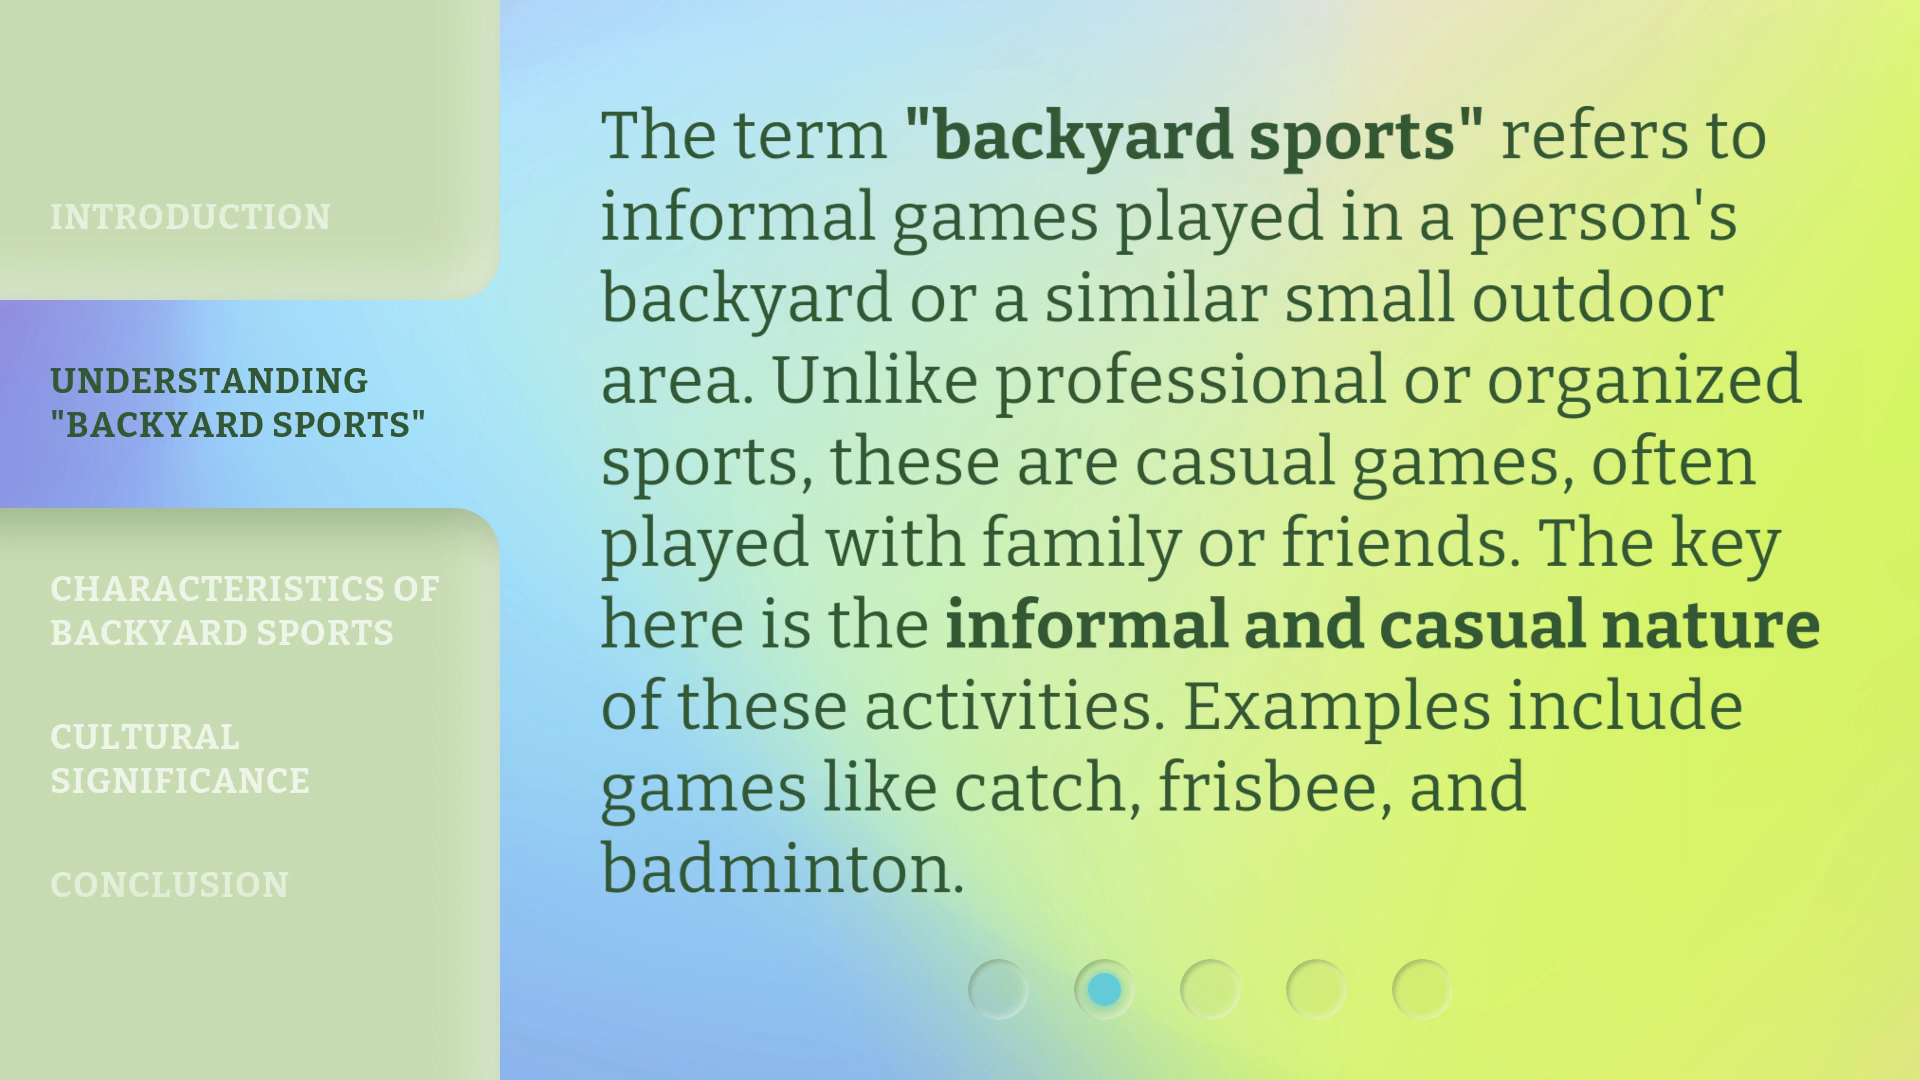 INTRODUCTION
UNDERSTANDING
"BACKYARD SPORTS"
CHARACTERISTICS OF
BACKYARD SPORTS
CULTURAL
SIGNIFICANCE
CONCLUSION
The term "backyard sports" refers to
informal games played in a person's
backyard or a similar small outdoor
area. Unlike professional or organized
sports, these are casual games, often
played with family or friends. The key
here is the informal and casual nature
of these activities. Examples include
games like catch, frisbee, and
badminton.